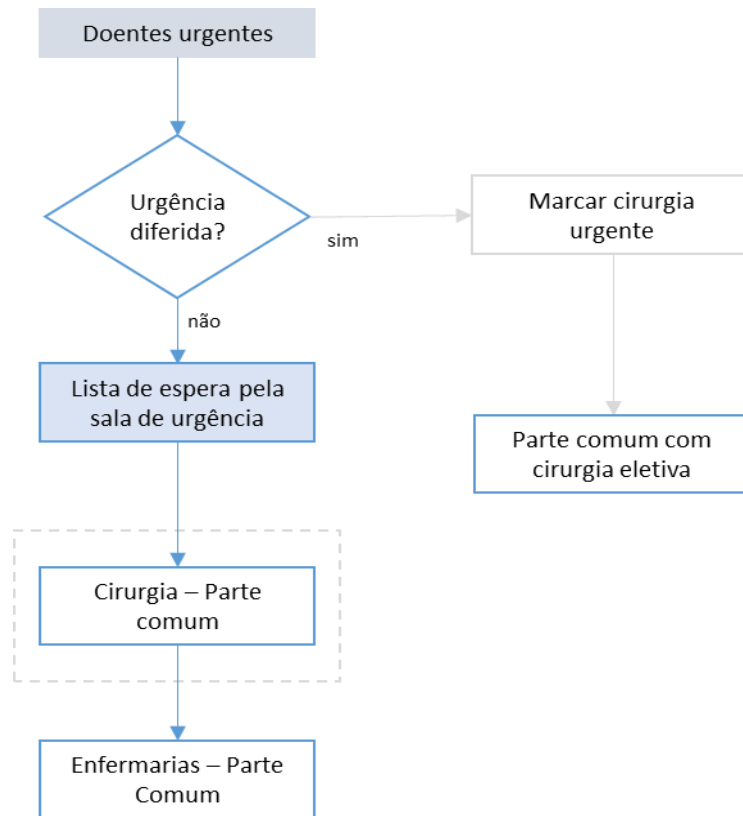 Doentes urgentes
Urgência
diferida?
sim
Marcar cirurgia
urgente
não
Lista de espera pela
sala de urgência
Parte comum com
cirurgia eletiva
Cirurgia – Parte
comum
Enfermarias – Parte
Comum